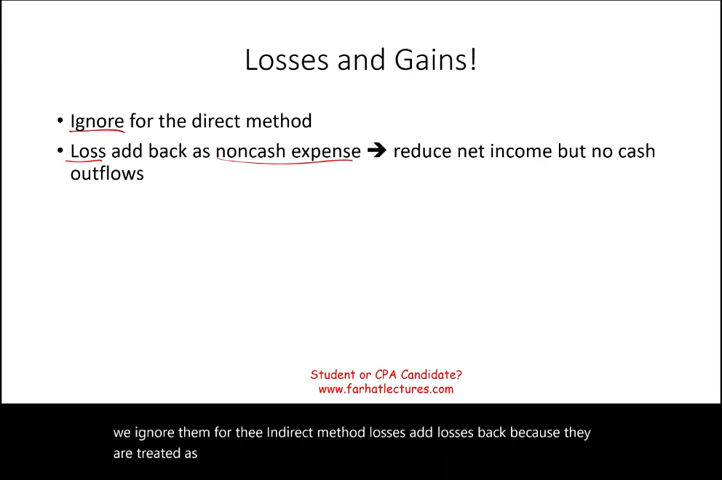 Losses and Gains!
• Ignore for the direct method
• Loss add back as noncash expense ➔ reduce net income but no cash
outflows
Student or CPA Candidate?
www.farhatlectures.com
we ignore them for thee Indirect method losses add losses back because they
are treated as